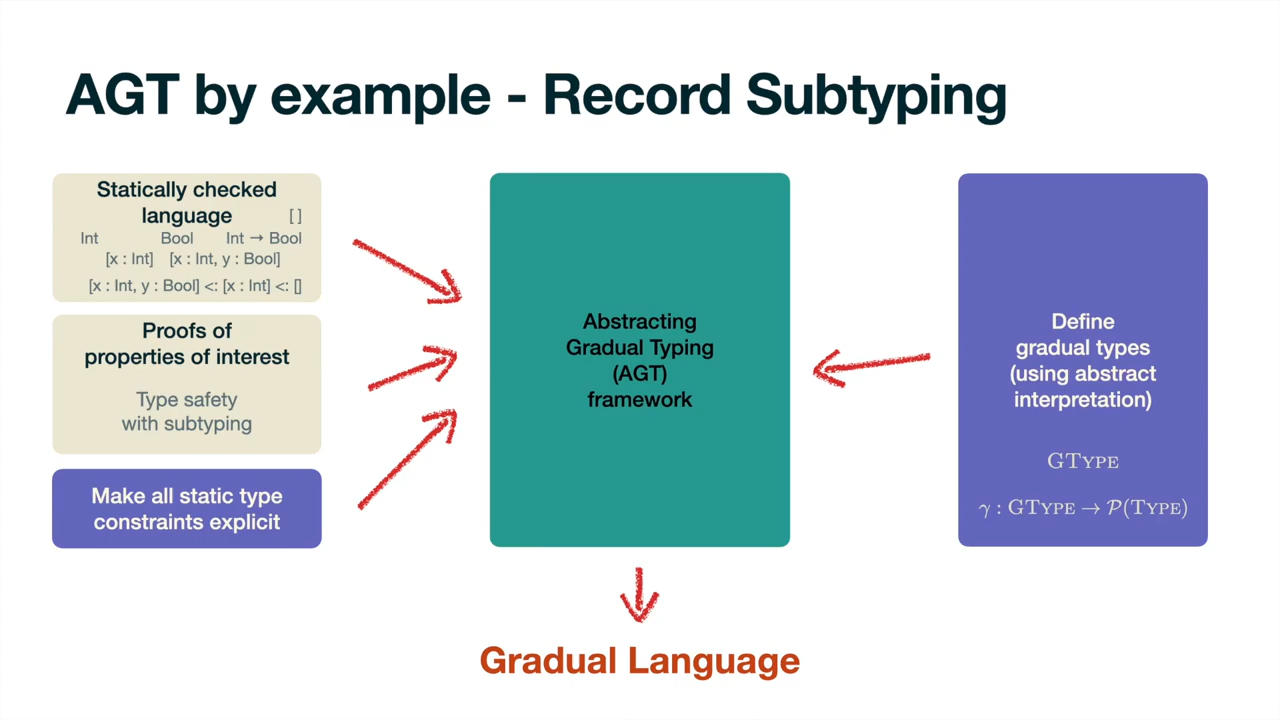 AGT by example - Record Subtyping
Statically checked
language
[ ]
Int Bool Int → Bool
[x : Int] [x : Int, y : Bool]
[x : Int, y : Bool] <: [x : Int] <: []
Proofs of
properties of interest
Type safety
with subtyping
Make all static type
constraints explicit
Abstracting
Gradual Typing
(AGT)
framework
Define
gradual types
(using abstract
interpretation)
GTYPE
γ : GTYPE → 𝒫(TYPE)
Gradual Language